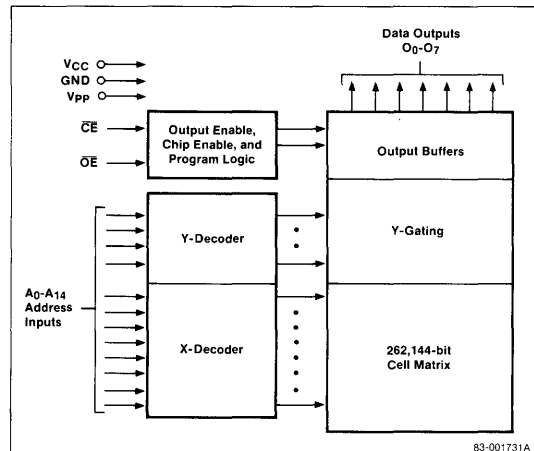 Data Outputs
O0-O7
VCC
GND
VPP
CE
OE
Output Enable,
Chip Enable, and
Program Logic
Output Buffers
Y-Decoder
Y-Gating
A0-A14
Address
Inputs
X-Decoder
262,144-bit
Cell Matrix
83-001731A